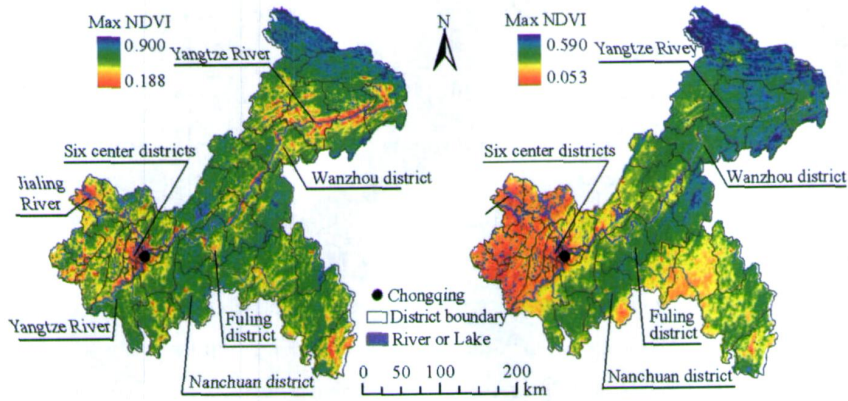 Max NDVI
0.900
0.188
Yangtze River
Six center districts
Jialing
River
Wanzhou district
Yangtze River
Fuling
district
Nanchuan district
N
Chongqing
District boundary
River or Lake
0 50 100 200
km
Max NDVI
0.590
0.053
Yangtze Rivey
Six center districts
Wanzhou district
Fuling
district
Nanchuan district